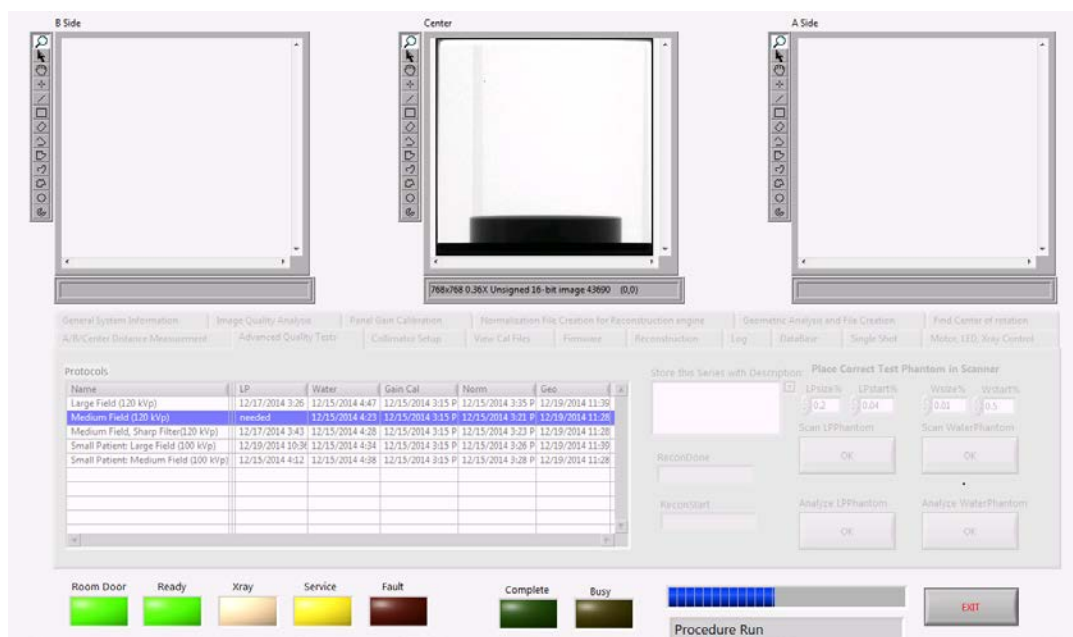 B Side Center A Side
768x768 0.36X Unsigned 16-bit image 43690 (0,0)
General System Information Image Quality Analysis Panel Gain Calibration Normalization File Creation for Reconstruction engine Geometric Analysis and File Creation Find Center of rotation
A/B/Center Distance Measurement Advanced Quality Tests Collimator Setup View Cal Files Firmware Reconstruction Log DataBase Single Shot Motor, LED, Xray Control
Protocols
Name LP Water Gain Cal Norm Geo
Large Field (120 kVp) 12/17/2014 3:26 12/15/2014 4:47 12/15/2014 3:15 P 12/15/2014 3:35 P 12/19/2014 11:39
Medium Field (120 kVp) needed 12/15/2014 4:23 12/15/2014 3:15 P 12/15/2014 3:21 P 12/19/2014 11:28
Medium Field, Sharp Filter(120 kVp) 12/17/2014 3:43 12/15/2014 4:28 12/15/2014 3:15 P 12/15/2014 3:23 P 12/19/2014 11:28
Small Patient: Large Field (100 kVp) 12/19/2014 10:36 12/15/2014 4:34 12/15/2014 3:15 P 12/15/2014 3:26 P 12/19/2014 11:39
Small Patient: Medium Field (100 kVp) 12/15/2014 4:12 12/15/2014 4:38 12/15/2014 3:15 P 12/15/2014 3:28 P 12/19/2014 11:28
Store this Series with Description: Place Correct Test Phantom in Scanner
LPsize% LPstart% Wsize% Wstart%
0.2 0.04 0.01 0.5
Scan LPPhantom Scan WaterPhantom
ReconDone OK OK
ReconStart Analyze LPPhantom Analyze WaterPhantom
OK OK
Room Door Ready Xray Service Fault Complete Busy
EXIT
Procedure Run